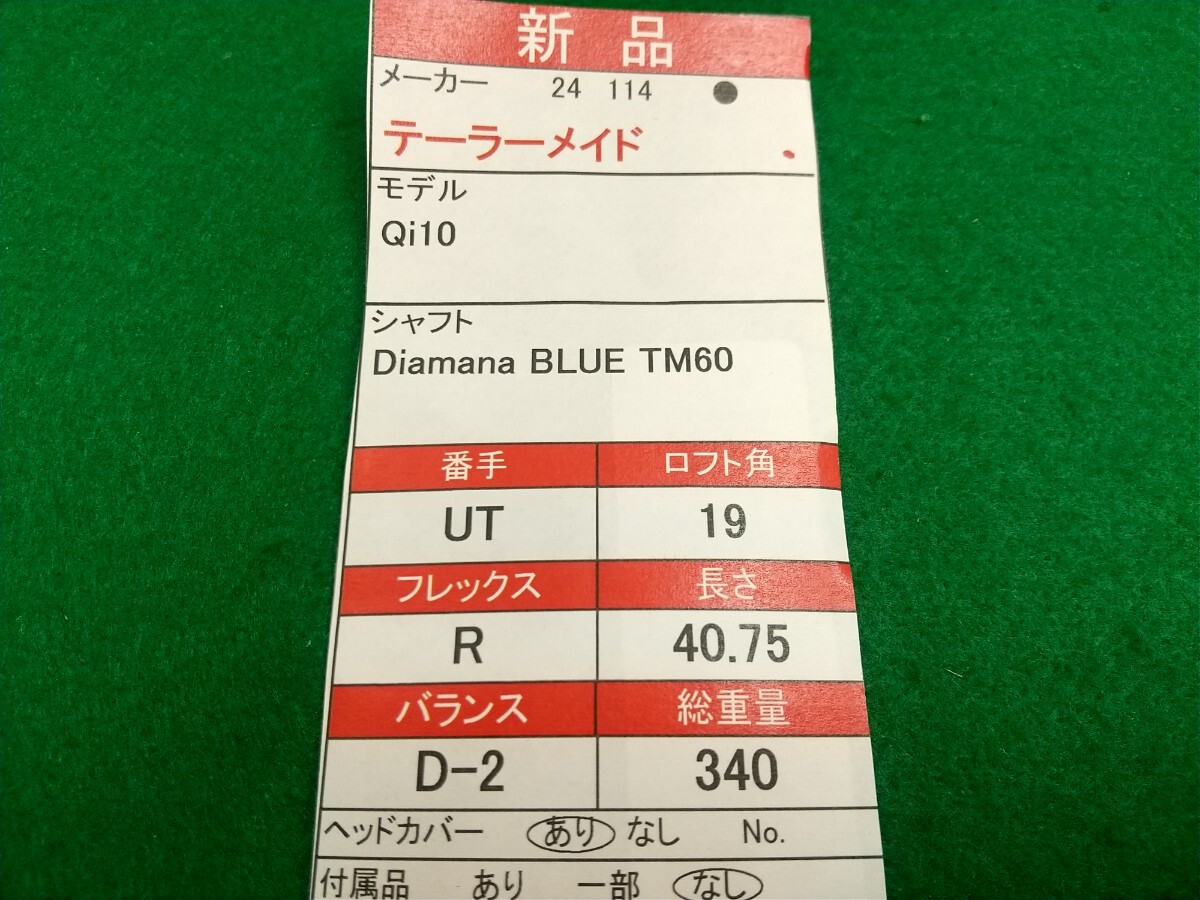 新 品
メーカー 24 114
テーラーメイド
モデル
Qi10
シャフト
Diamana BLUE TM60
番手 ロフト角
UT 19
フレックス 長さ
R 40.75
バランス 総重量
D-2 340
ヘッドカバー あり なし No.
付属品 あり 一部 なし